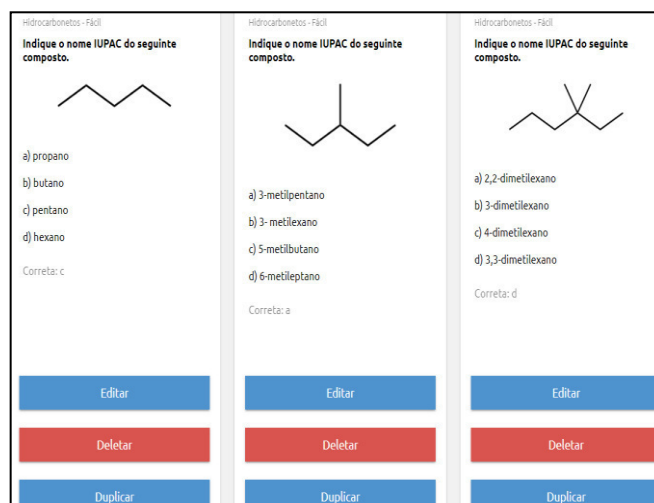 Hidrocarbonetos - Fácil
Indique o nome IUPAC do seguinte
composto.
a) propano
b) butano
c) pentano
d) hexano
Correta: c
Editar
Deletar
Duplicar
Hidrocarbonetos - Fácil
Indique o nome IUPAC do seguinte
composto.
a) 3-metilpentano
b) 3- metilexano
c) 5-metilbutano
d) 6-metileptano
Correta: a
Editar
Deletar
Duplicar
Hidrocarbonetos - Fácil
Indique o nome IUPAC do seguinte
composto.
a) 2,2-dimetilexano
b) 3-dimetilexano
c) 4-dimetilexano
d) 3,3-dimetilexano
Correta: d
Editar
Deletar
Duplicar